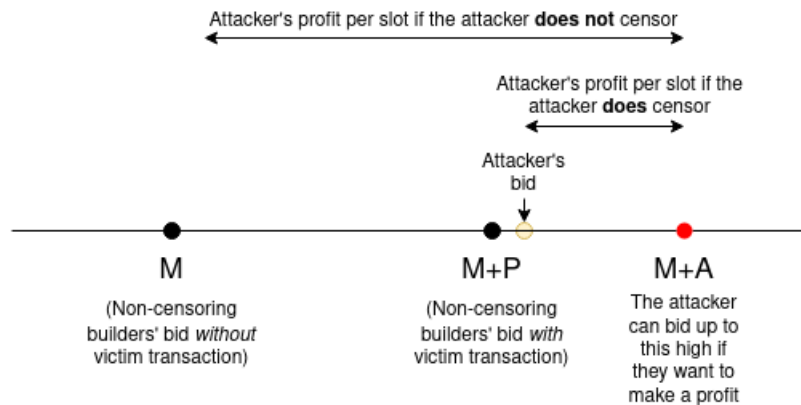 Attacker's profit per slot if the attacker does not censor
Attacker's profit per slot if the
attacker does censor
Attacker's
bid
M
(Non-censoring
builders' bid without
victim transaction)
M+P
(Non-censoring
builders' bid with
victim transaction)
M+A
The attacker
can bid up to
this high if
they want to
make a profit